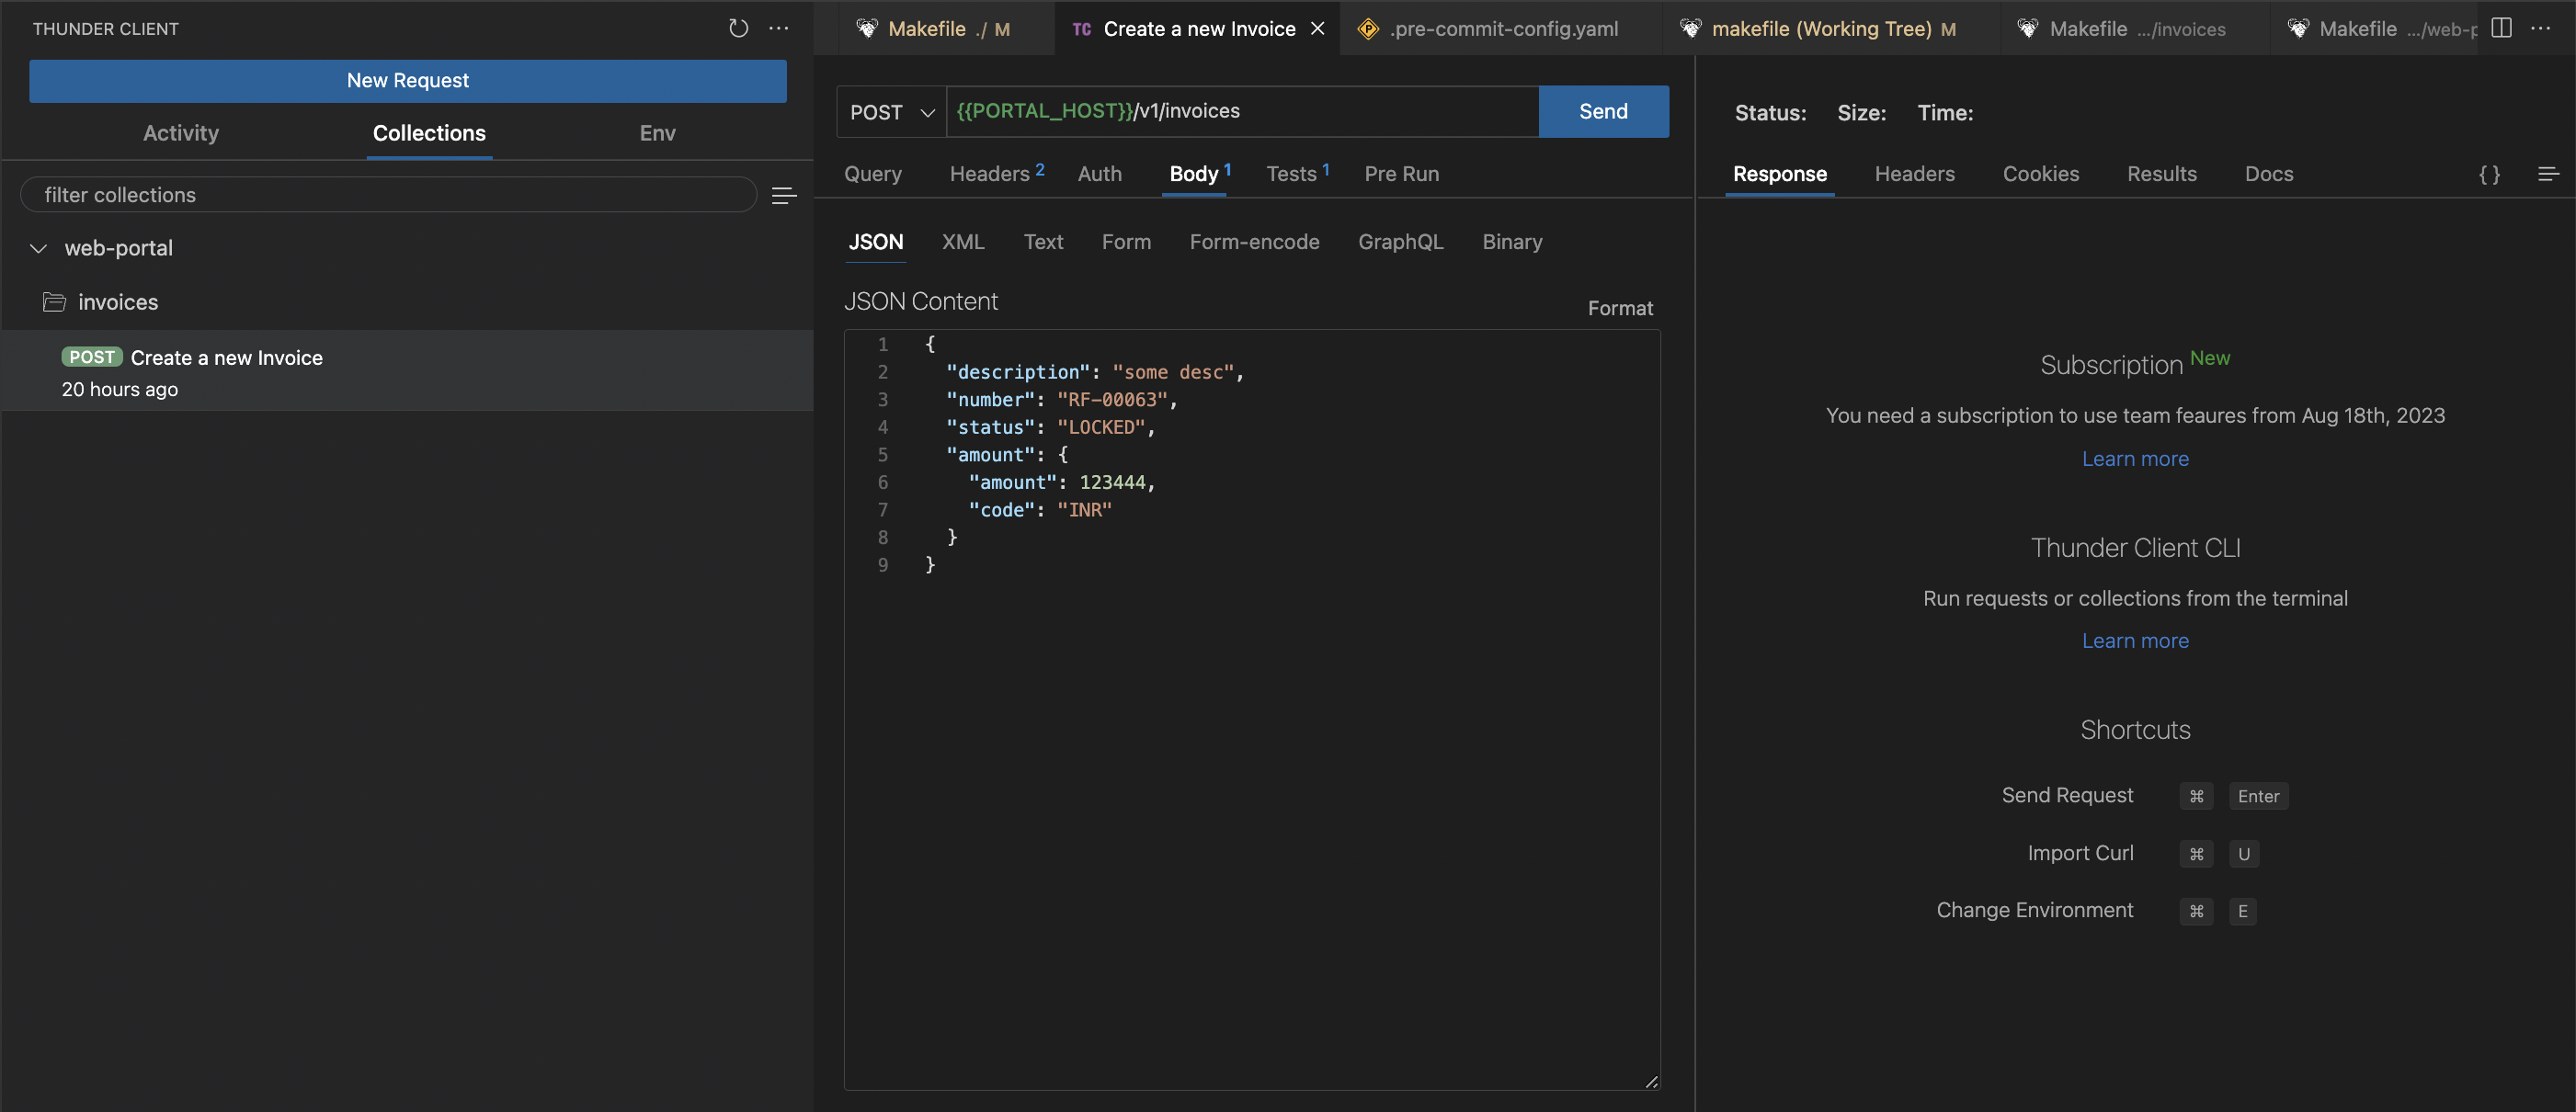 THUNDER CLIENT
New Request
Activity Collections Env
filter collections
web-portal
invoices
POST Create a new Invoice
20 hours ago
Makefile ./ M
TC Create a new Invoice
.pre-commit-config.yaml
makefile (Working Tree) M
Makefile .../invoices
Makefile .../web-p
POST {{PORTAL_HOST}}/v1/invoices Send
Query Headers 2 Auth Body 1 Tests 1 Pre Run
JSON XML Text Form Form-encode GraphQL Binary
JSON Content
Format
1 {
2 "description": "some desc",
3 "number": "RF-00063",
4 "status": "LOCKED",
5 "amount": {
6 "amount": 123444,
7 "code": "INR"
8 }
9 }
Status: Size: Time:
Response Headers Cookies Results Docs { }
Subscription New
You need a subscription to use team feaures from Aug 18th, 2023
Learn more
Thunder Client CLI
Run requests or collections from the terminal
Learn more
Shortcuts
Send Request ⌘ Enter
Import Curl ⌘ U
Change Environment ⌘ E